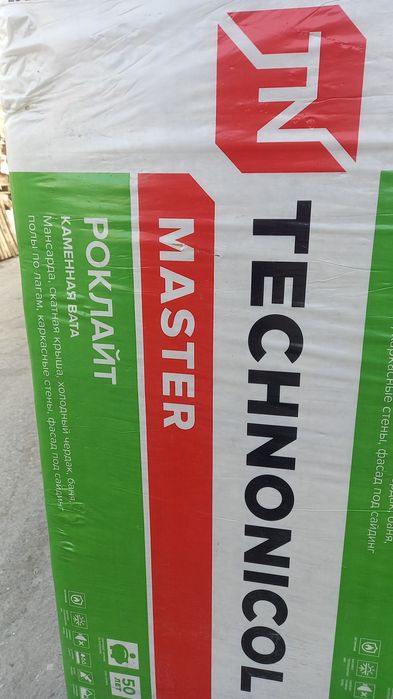 TN
TECHNONICOL
MASTER
РОКЛАЙТ
КАМЕННАЯ ВАТА
Мансарда, скатная крыша, холодный чердак, баня,
полы по лагам, каркасные стены, фасад под сайдинг
50
ЛЕТ
баня,
каркасные стены, фасад под сайдинг